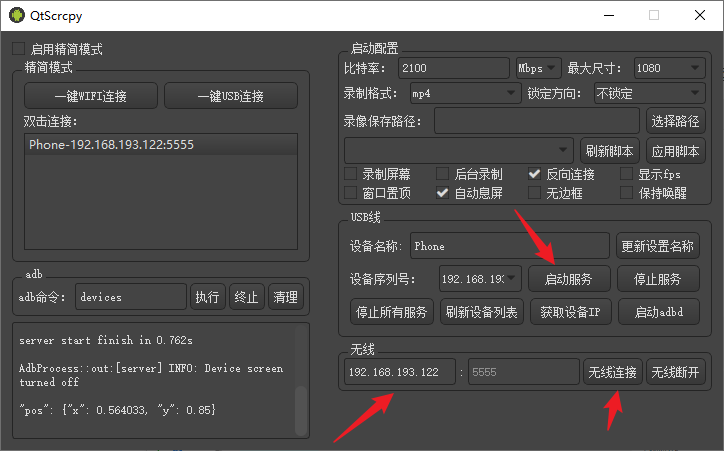 QtScrcpy
启用精简模式
精简模式
一键WIFI连接 一键USB连接
双击连接:
Phone-192.168.193.122:5555
adb
adb命令: devices 执行 终止 清理
server start finish in 0.762s
AdbProcess::out:[server] INFO: Device screen
turned off
"pos": {"x": 0.564033, "y": 0.85}
启动配置
比特率: 2100 Mbps 最大尺寸: 1080
录制格式: mp4 锁定方向: 不锁定
录像保存路径: 选择路径
刷新脚本 应用脚本
录制屏幕 后台录制 反向连接 显示fps
窗口置顶 自动息屏 无边框 保持唤醒
USB线
设备名称: Phone 更新设置名称
设备序列号: 192.168.19 启动服务 停止服务
停止所有服务 刷新设备列表 获取设备IP 启动adbd
无线
192.168.193.122 : 5555 无线连接 无线断开